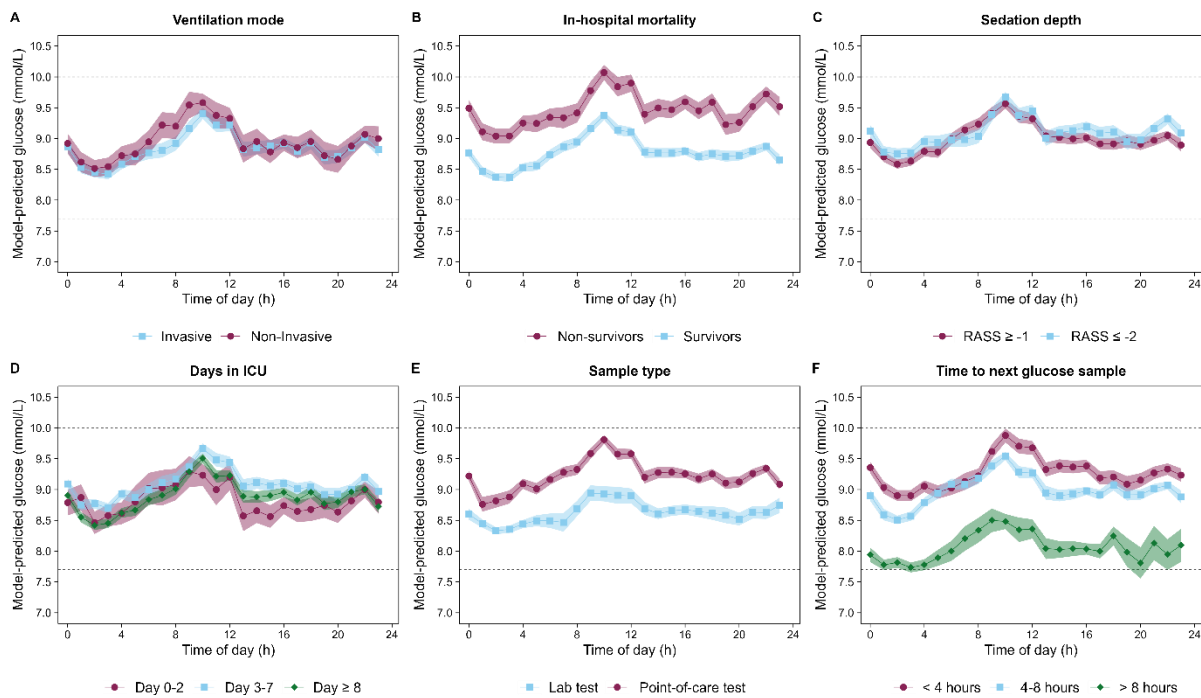 A
Ventilation mode
B
In-hospital mortality
C
Sedation depth
Model-predicted glucose (mmol/L)
10.5
10.0
9.5
9.0
8.5
8.0
7.5
7.0
0 4 8 12 16 20 24
Time of day (h)
Invasive Non-Invasive
Model-predicted glucose (mmol/L)
10.5
10.0
9.5
9.0
8.5
8.0
7.5
7.0
0 4 8 12 16 20 24
Time of day (h)
Non-survivors Survivors
Model-predicted glucose (mmol/L)
10.5
10.0
9.5
9.0
8.5
8.0
7.5
7.0
0 4 8 12 16 20 24
Time of day (h)
RASS ≥ -1 RASS ≤ -2
D
Days in ICU
E
Sample type
F
Time to next glucose sample
Model-predicted glucose (mmol/L)
10.5
10.0
9.5
9.0
8.5
8.0
7.5
7.0
0 4 8 12 16 20 24
Time of day (h)
Day 0-2 Day 3-7 Day ≥ 8
Model-predicted glucose (mmol/L)
10.5
10.0
9.5
9.0
8.5
8.0
7.5
7.0
0 4 8 12 16 20 24
Time of day (h)
Lab test Point-of-care test
Model-predicted glucose (mmol/L)
10.5
10.0
9.5
9.0
8.5
8.0
7.5
7.0
0 4 8 12 16 20 24
Time of day (h)
< 4 hours 4-8 hours > 8 hours